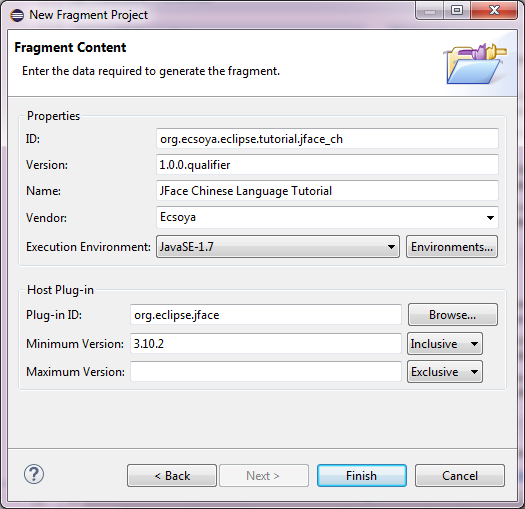 New Fragment Project
Fragment Content
Enter the data required to generate the fragment.
Properties
ID: org.ecsoya.eclipse.tutorial.jface_ch
Version: 1.0.0.qualifier
Name: JFace Chinese Language Tutorial
Vendor: Ecsoya
Execution Environment: JavaSE-1.7 Environments...
Host Plug-in
Plug-in ID: org.eclipse.jface Browse...
Minimum Version: 3.10.2 Inclusive
Maximum Version: Exclusive
? < Back Next > Finish Cancel